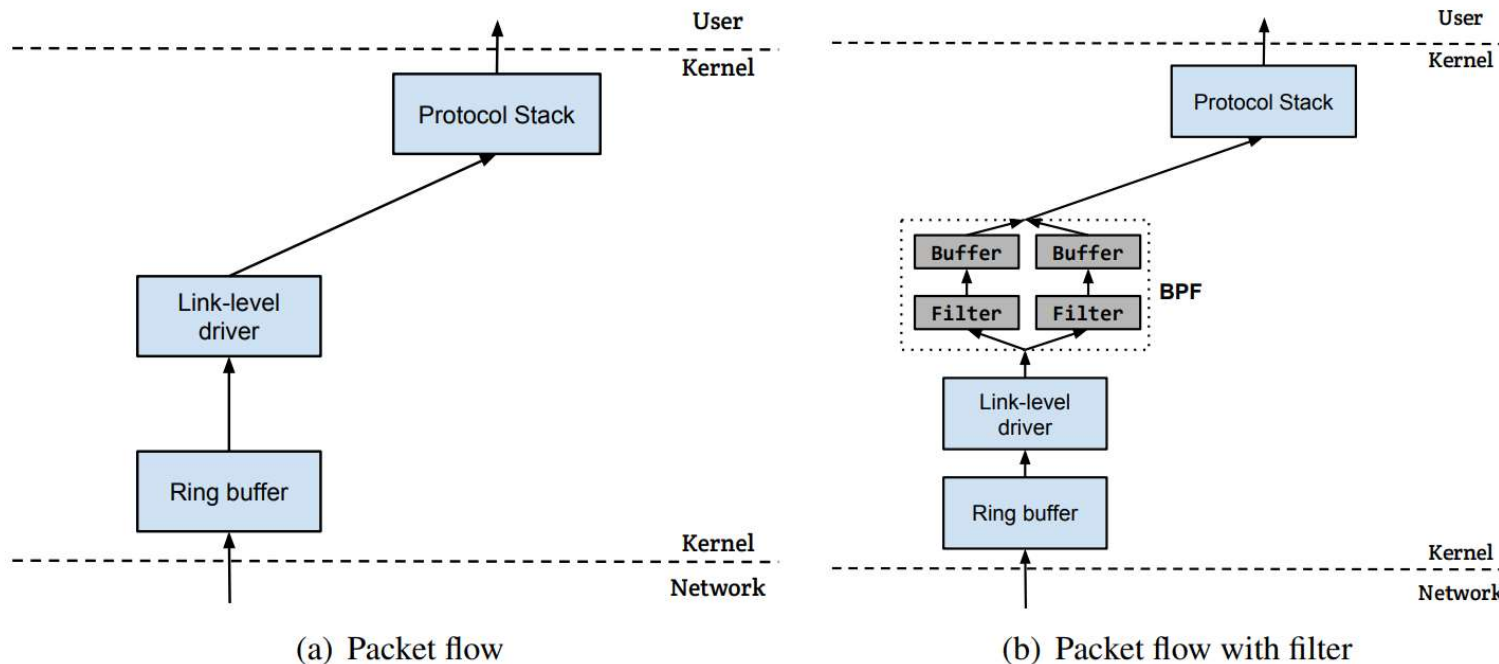 User
Kernel
Protocol Stack
Link-level
driver
Ring buffer
Kernel
Network
(a) Packet flow
User
Kernel
Protocol Stack
Buffer
Buffer
BPF
Filter
Filter
Link-level
driver
Ring buffer
Kernel
Network
(b) Packet flow with filter